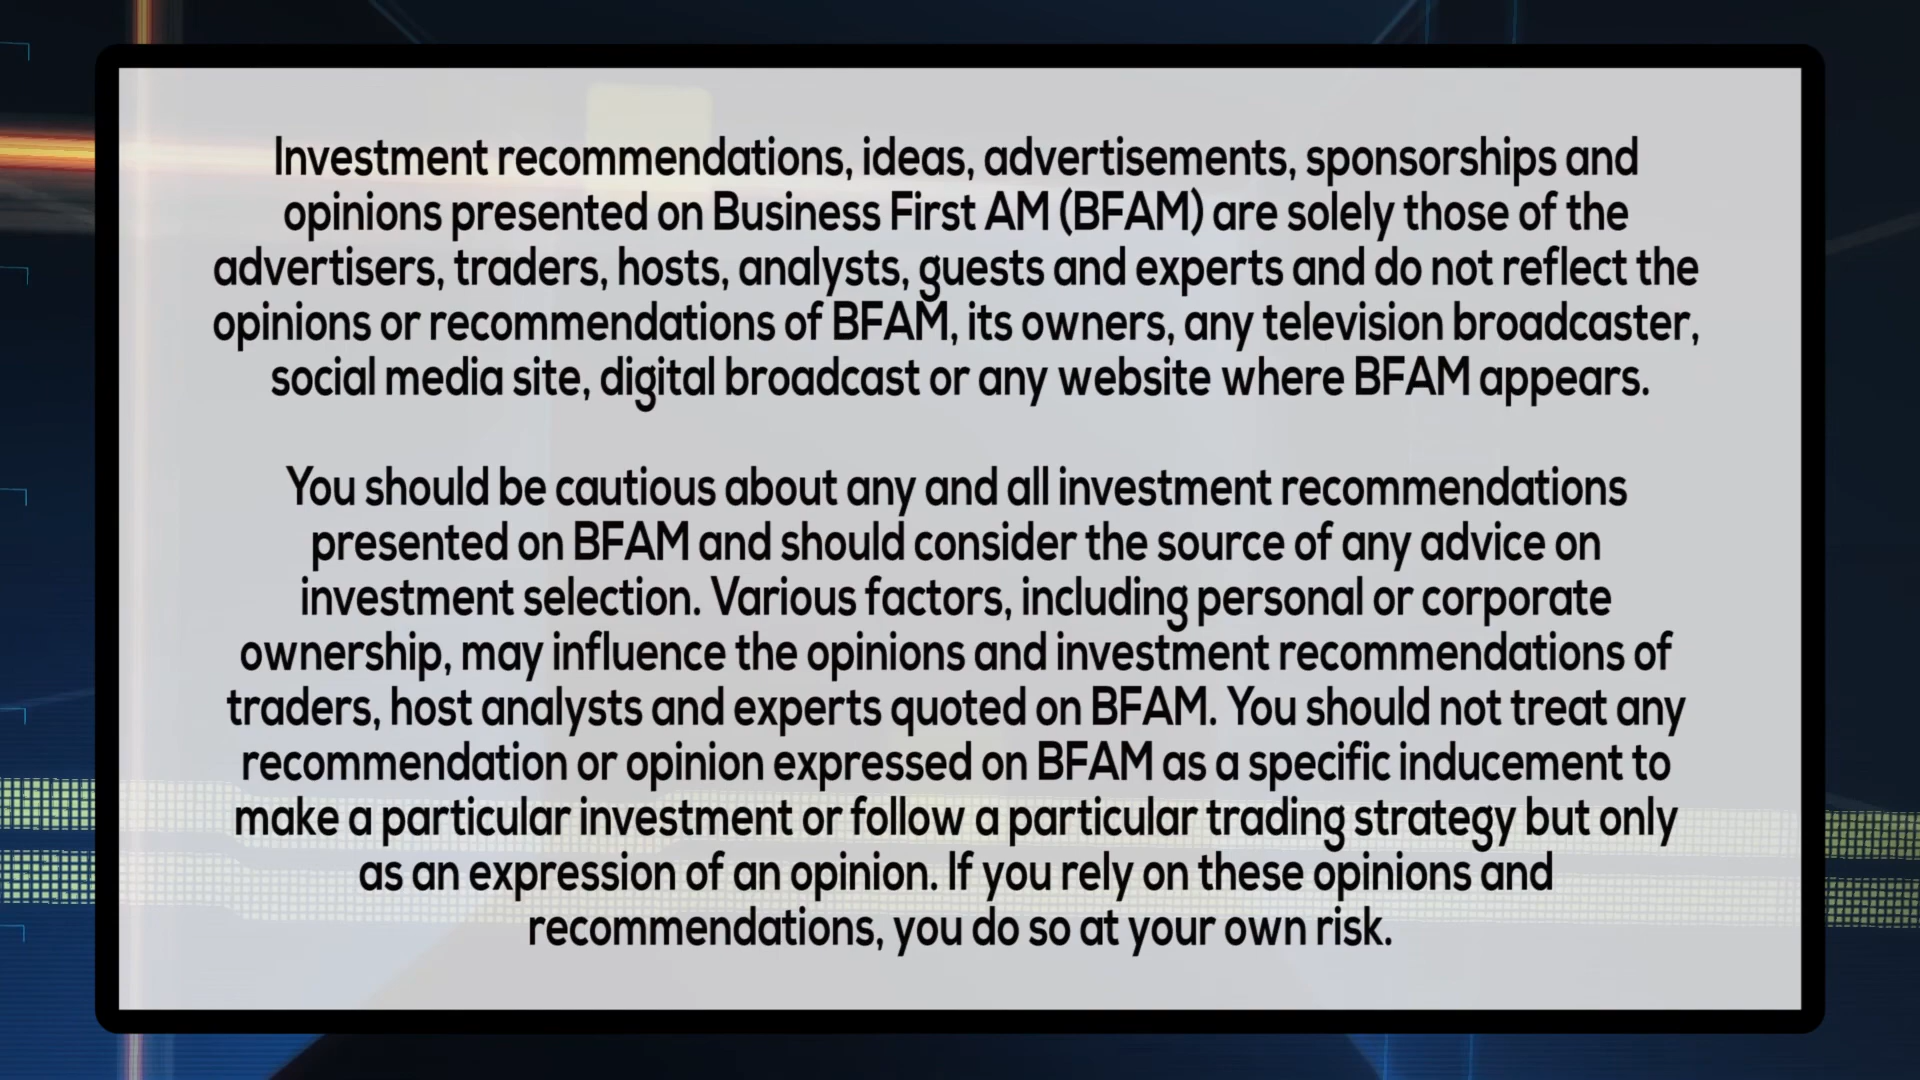 Investment recommendations, ideas, advertisements, sponsorships and
opinions presented on Business First AM (BFAM) are solely those of the
advertisers, traders, hosts, analysts, guests and experts and do not reflect the
opinions or recommendations of BFAM, its owners, any television broadcaster,
social media site, digital broadcast or any website where BFAM appears.
You should be cautious about any and all investment recommendations
presented on BFAM and should consider the source of any advice on
investment selection. Various factors, including personal or corporate
ownership, may influence the opinions and investment recommendations of
traders, host analysts and experts quoted on BFAM. You should not treat any
recommendation or opinion expressed on BFAM as a specific inducement to
make a particular investment or follow a particular trading strategy but only
as an expression of an opinion. If you rely on these opinions and
recommendations, you do so at your own risk.